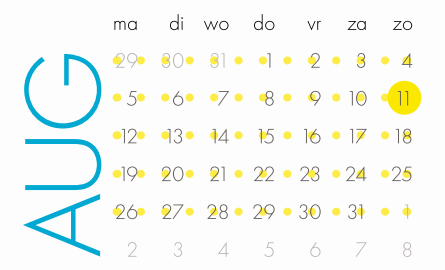 AUG
ma di wo do vr za zo
29 30 31 1 2 3 4
5 6 7 8 9 10 11
12 13 14 15 16 17 18
19 20 21 22 23 24 25
26 27 28 29 30 31 1
2 3 4 5 6 7 8